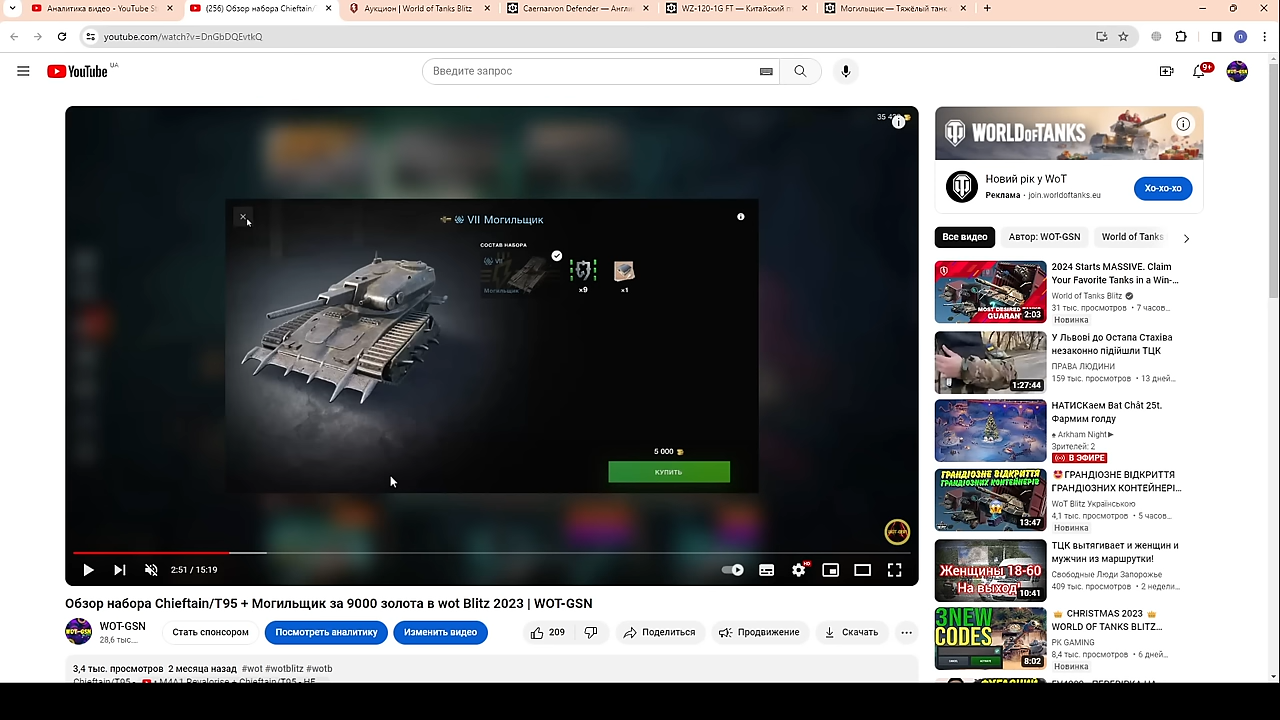 Аналитика видео - YouTube St
(256) Обзор набора Chieftain/
Аукцион | World of Tanks Blitz
Caernarvon Defender — Англи
WZ-120-1G FT — Китайский п
Могильщик — Тяжёлый танк
youtube.com/watch?v=DnGbDQEvtkQ
n
YouTube UA
Введите запрос
9+
VII Могильщик
СОСТАВ НАБОРА
VII
Могильщик
x9
x1
5 000
КУПИТЬ
WOT-GSN
2:51 / 15:19
HD
Обзор набора Chieftain/T95 + Могильщик за 9000 золота в wot Blitz 2023 | WOT-GSN
WOT-GSN
28,6 тыс...
Стать спонсором
Посмотреть аналитику
Изменить видео
209
Поделиться
Продвижение
Скачать
3,4 тыс. просмотров 2 месяца назад #wot #wotblitz #wotb
WORLD OF TANKS
Новий рік у WoT
Реклама · join.worldoftanks.eu
Хо-хо-хо
Все видео
Автор: WOT-GSN
World of Tanks
2:03
2024 Starts MASSIVE. Claim
Your Favorite Tanks in a Win-...
World of Tanks Blitz
31 тыс. просмотров · 7 часов...
Новинка
1:27:44
У Львові до Остапа Стахіва
незаконно підійшли ТЦК
ПРАВА ЛЮДИНИ
159 тыс. просмотров · 13 дней...
НАТИСКаем Bat Chât 25t.
Фармим голду
♠ Arkham Night►
Зрителей: 2
В ЭФИРЕ
ГРАНДІОЗНЕ ВІДКРИТТЯ
ГРАНДІОЗНИХ КОНТЕЙНЕРІВ
13:47
ГРАНДІОЗНЕ ВІДКРИТТЯ
ГРАНДІОЗНИХ КОНТЕЙНЕРІ...
WoT Blitz Українською
4,1 тыс. просмотров · 5 часов...
Новинка
Женщины 18-60
На выход
10:41
ТЦК вытягивает и женщин и
мужчин из маршрутки!
Свободные Люди Запорожье
409 тыс. просмотров · 2 недели...
3NEW
CODES
8:02
CHRISTMAS 2023
WORLD OF TANKS BLITZ...
PK GAMING
8,4 тыс. просмотров · 6 дней...
Новинка